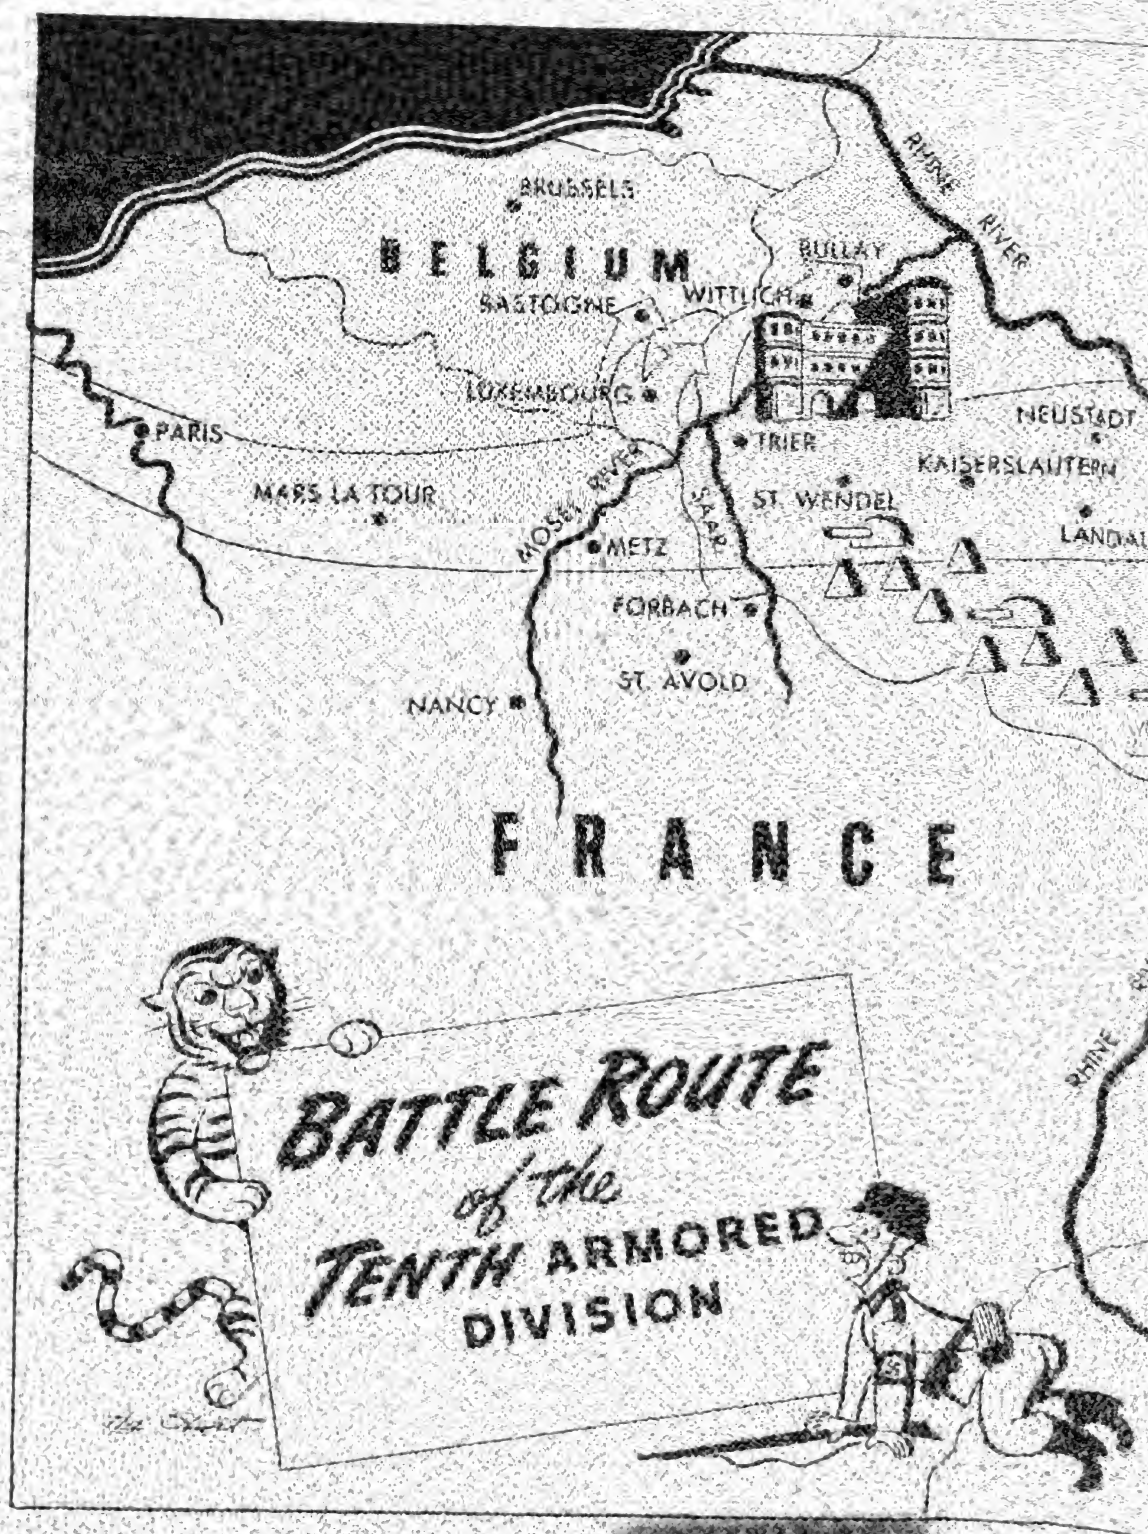 RHINE RIVER
BRUSSELS
BELGIUM
BULLAY
BASTOGNE
WITTLICH
LUXEMBOURG
NEUSTADT
PARIS
TRIER
KAISERSLAUTERN
MARS LA TOUR
MOSEL RIVER
SAAR
ST. WENDEL
LANDAU
METZ
FORBACH
ST. AVOLD
NANCY
FRANCE
RHINE
BATTLE ROUTE
of the
TENTH ARMORED
DIVISION